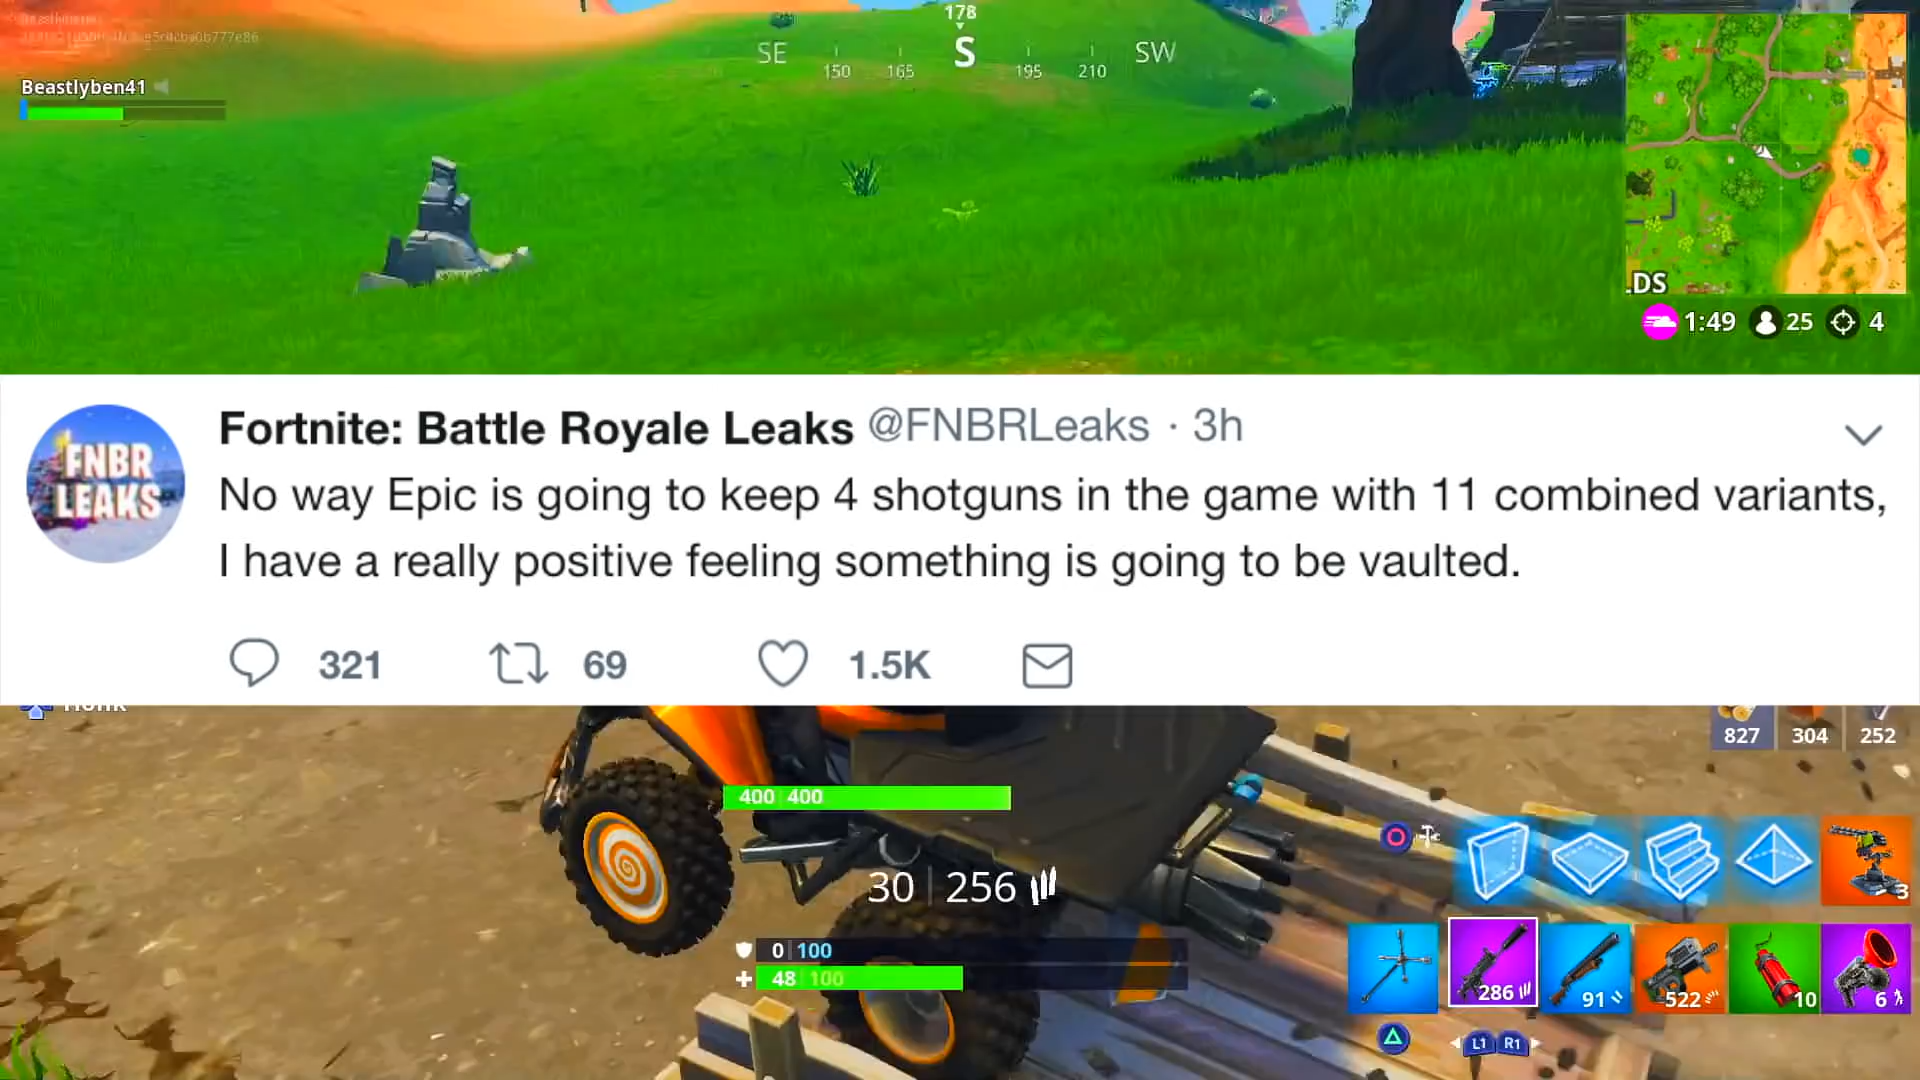 178
SE 150 165 S 195 210 SW
Beastlyben41
.DS
1:49 25 4
FNBR LEAKS
Fortnite: Battle Royale Leaks @FNBRLeaks · 3h
No way Epic is going to keep 4 shotguns in the game with 11 combined variants,
I have a really positive feeling something is going to be vaulted.
321 69 1.5K
827 304 252
400 | 400
30 | 256
0 | 100
48 | 100
3
286 91 522 10 6
L1 R1